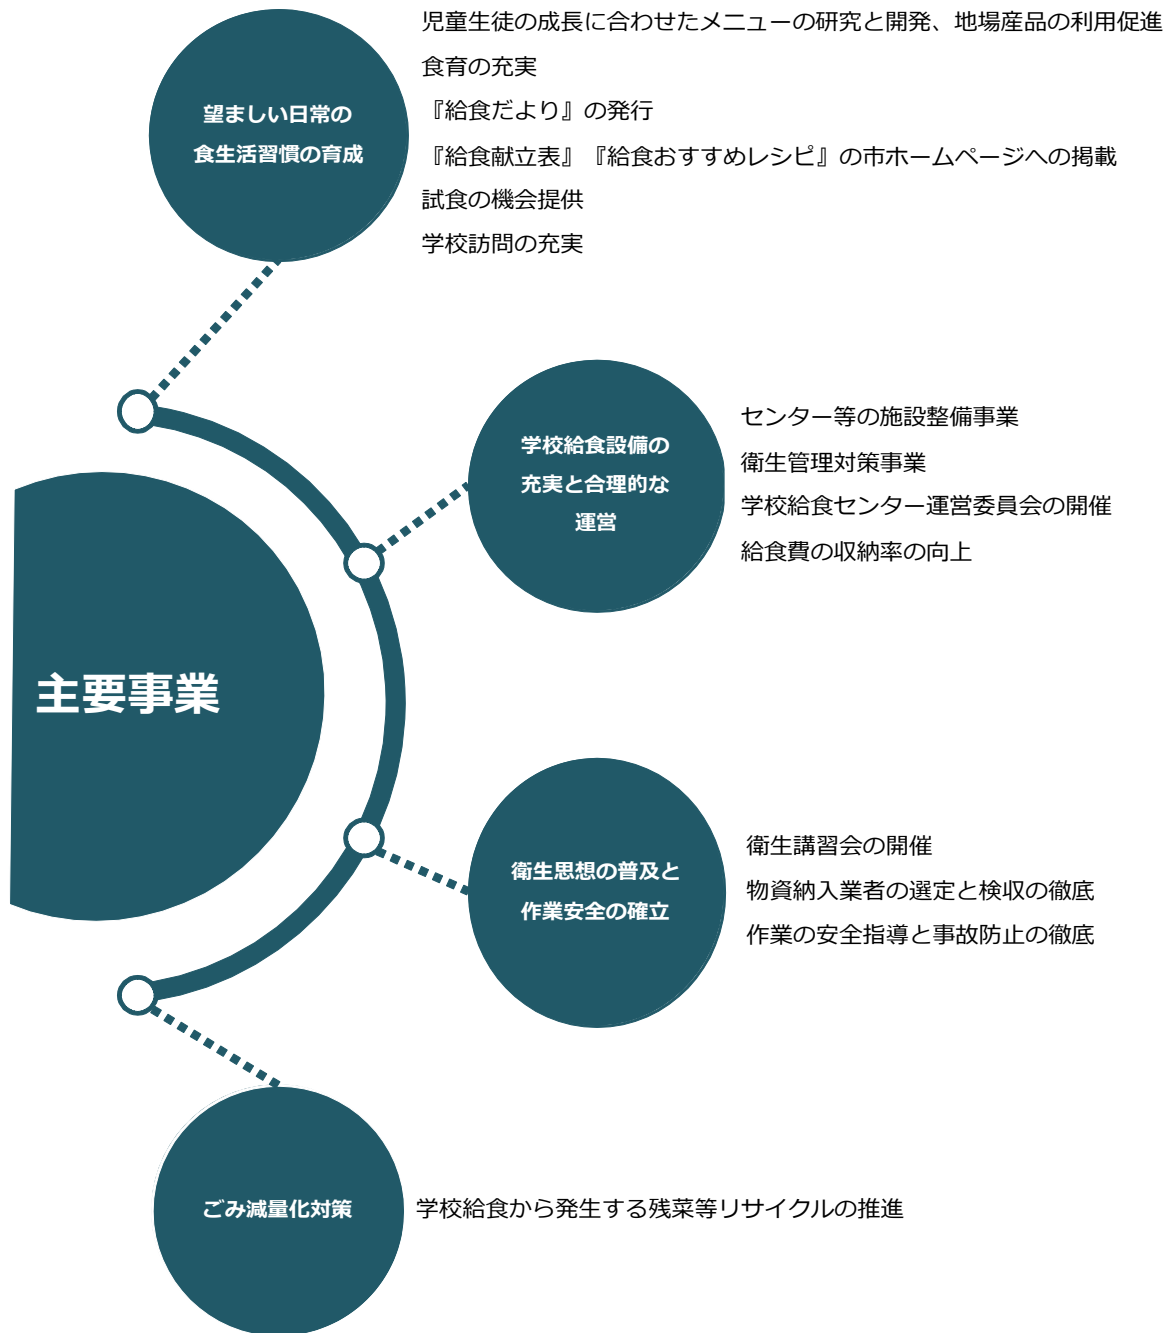 児童生徒の成長に合わせたメニューの研究と開発、地場産品の利用促進
食育の充実
『給食だより』の発行
『給食献立表』『給食おすすめレシピ』の市ホームページへの掲載
試食の機会提供
学校訪問の充実
望ましい日常の
食生活習慣の育成
学校給食設備の
充実と合理的な
運営
センター等の施設整備事業
衛生管理対策事業
学校給食センター運営委員会の開催
給食費の収納率の向上
主要事業
衛生思想の普及と
作業安全の確立
衛生講習会の開催
物資納入業者の選定と検収の徹底
作業の安全指導と事故防止の徹底
ごみ減量化対策
学校給食から発生する残菜等リサイクルの推進